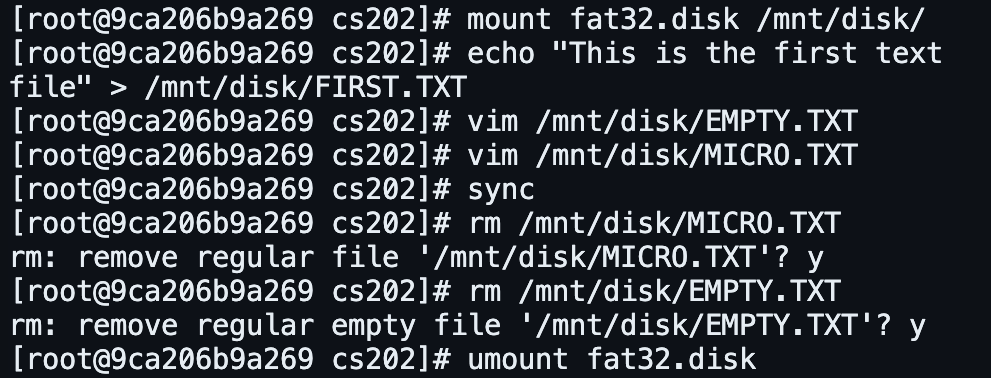 [root@9ca206b9a269 cs202]# mount fat32.disk /mnt/disk/
[root@9ca206b9a269 cs202]# echo "This is the first text
file" > /mnt/disk/FIRST.TXT
[root@9ca206b9a269 cs202]# vim /mnt/disk/EMPTY.TXT
[root@9ca206b9a269 cs202]# vim /mnt/disk/MICRO.TXT
[root@9ca206b9a269 cs202]# sync
[root@9ca206b9a269 cs202]# rm /mnt/disk/MICRO.TXT
rm: remove regular file '/mnt/disk/MICRO.TXT'? y
[root@9ca206b9a269 cs202]# rm /mnt/disk/EMPTY.TXT
rm: remove regular empty file '/mnt/disk/EMPTY.TXT'? y
[root@9ca206b9a269 cs202]# umount fat32.disk